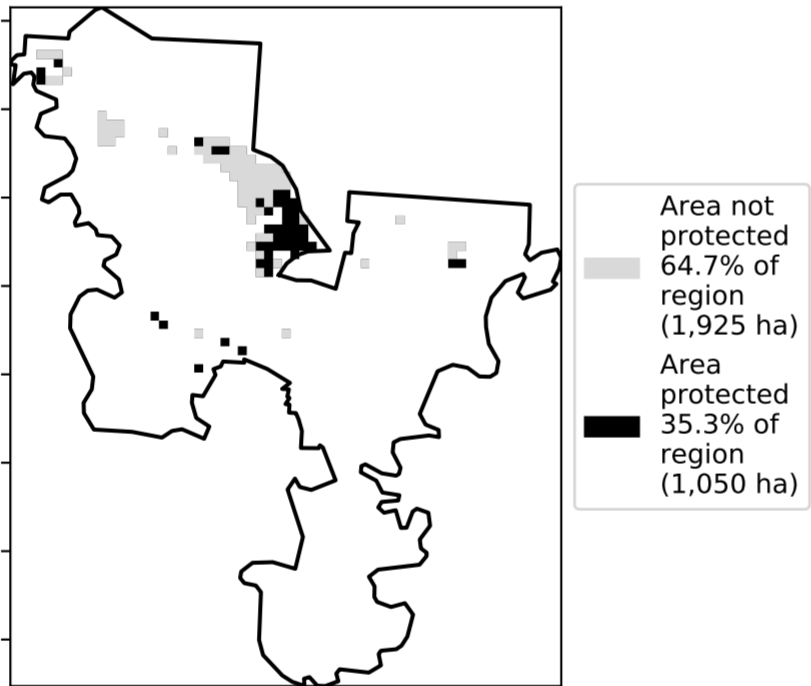 Area not
protected
64.7% of
region
(1,925 ha)
Area
protected
35.3% of
region
(1,050 ha)